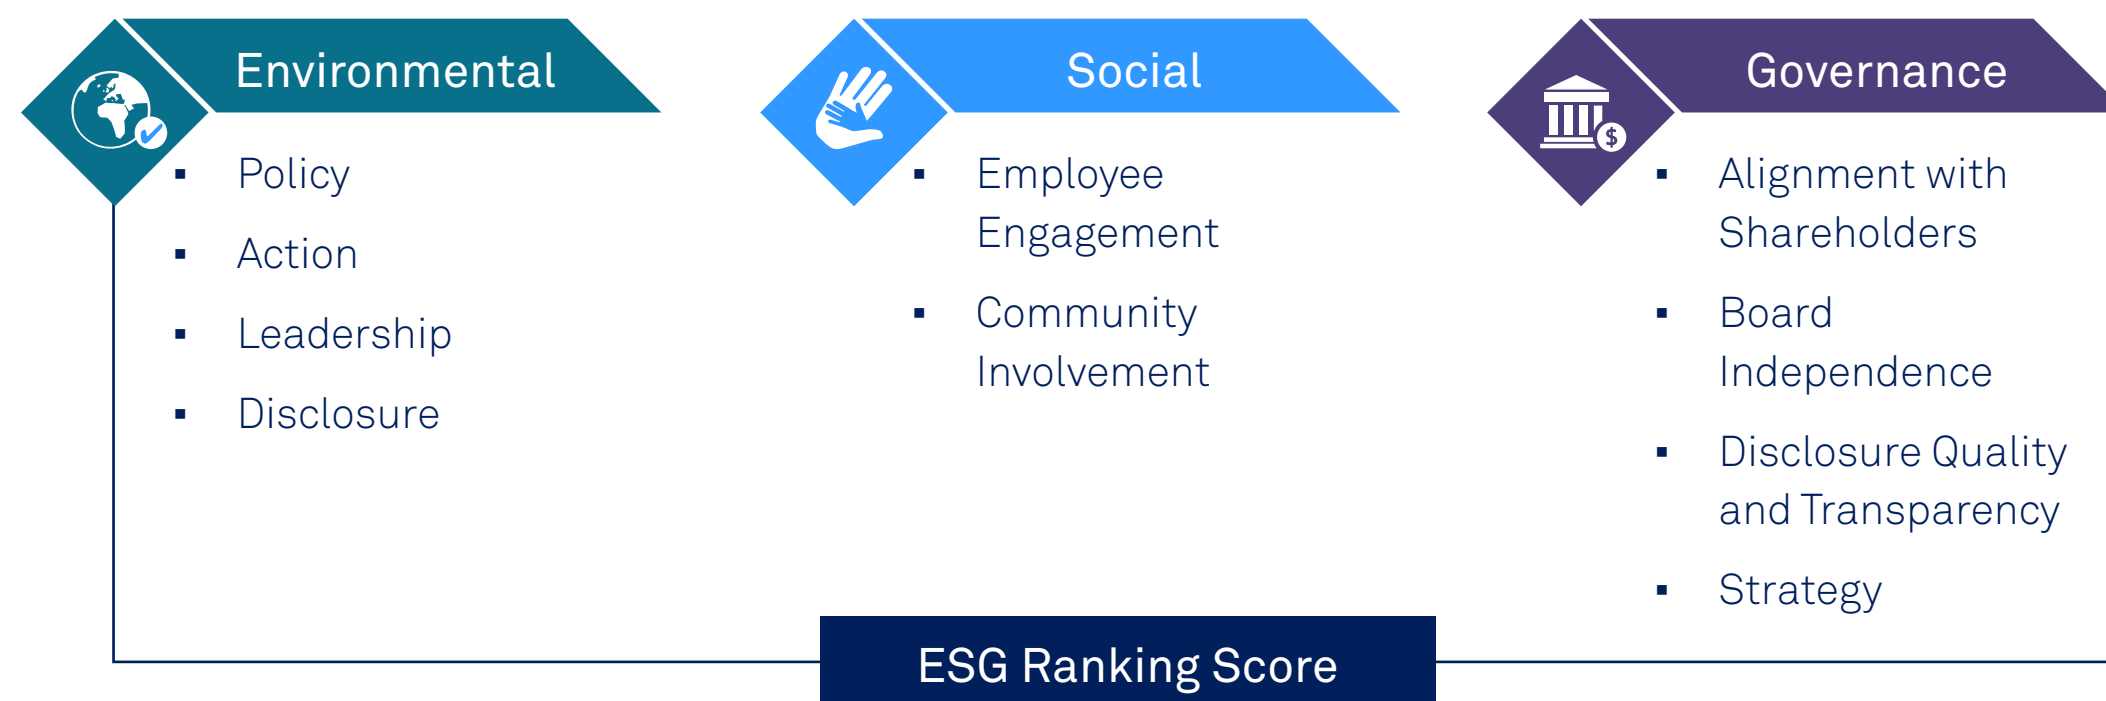 Environmental
▪ Policy
▪ Action
▪ Leadership
▪ Disclosure
Social
▪ Employee
Engagement
▪ Community
Involvement
Governance
$
▪ Alignment with
Shareholders
▪ Board
Independence
▪ Disclosure Quality
and Transparency
▪ Strategy
ESG Ranking Score